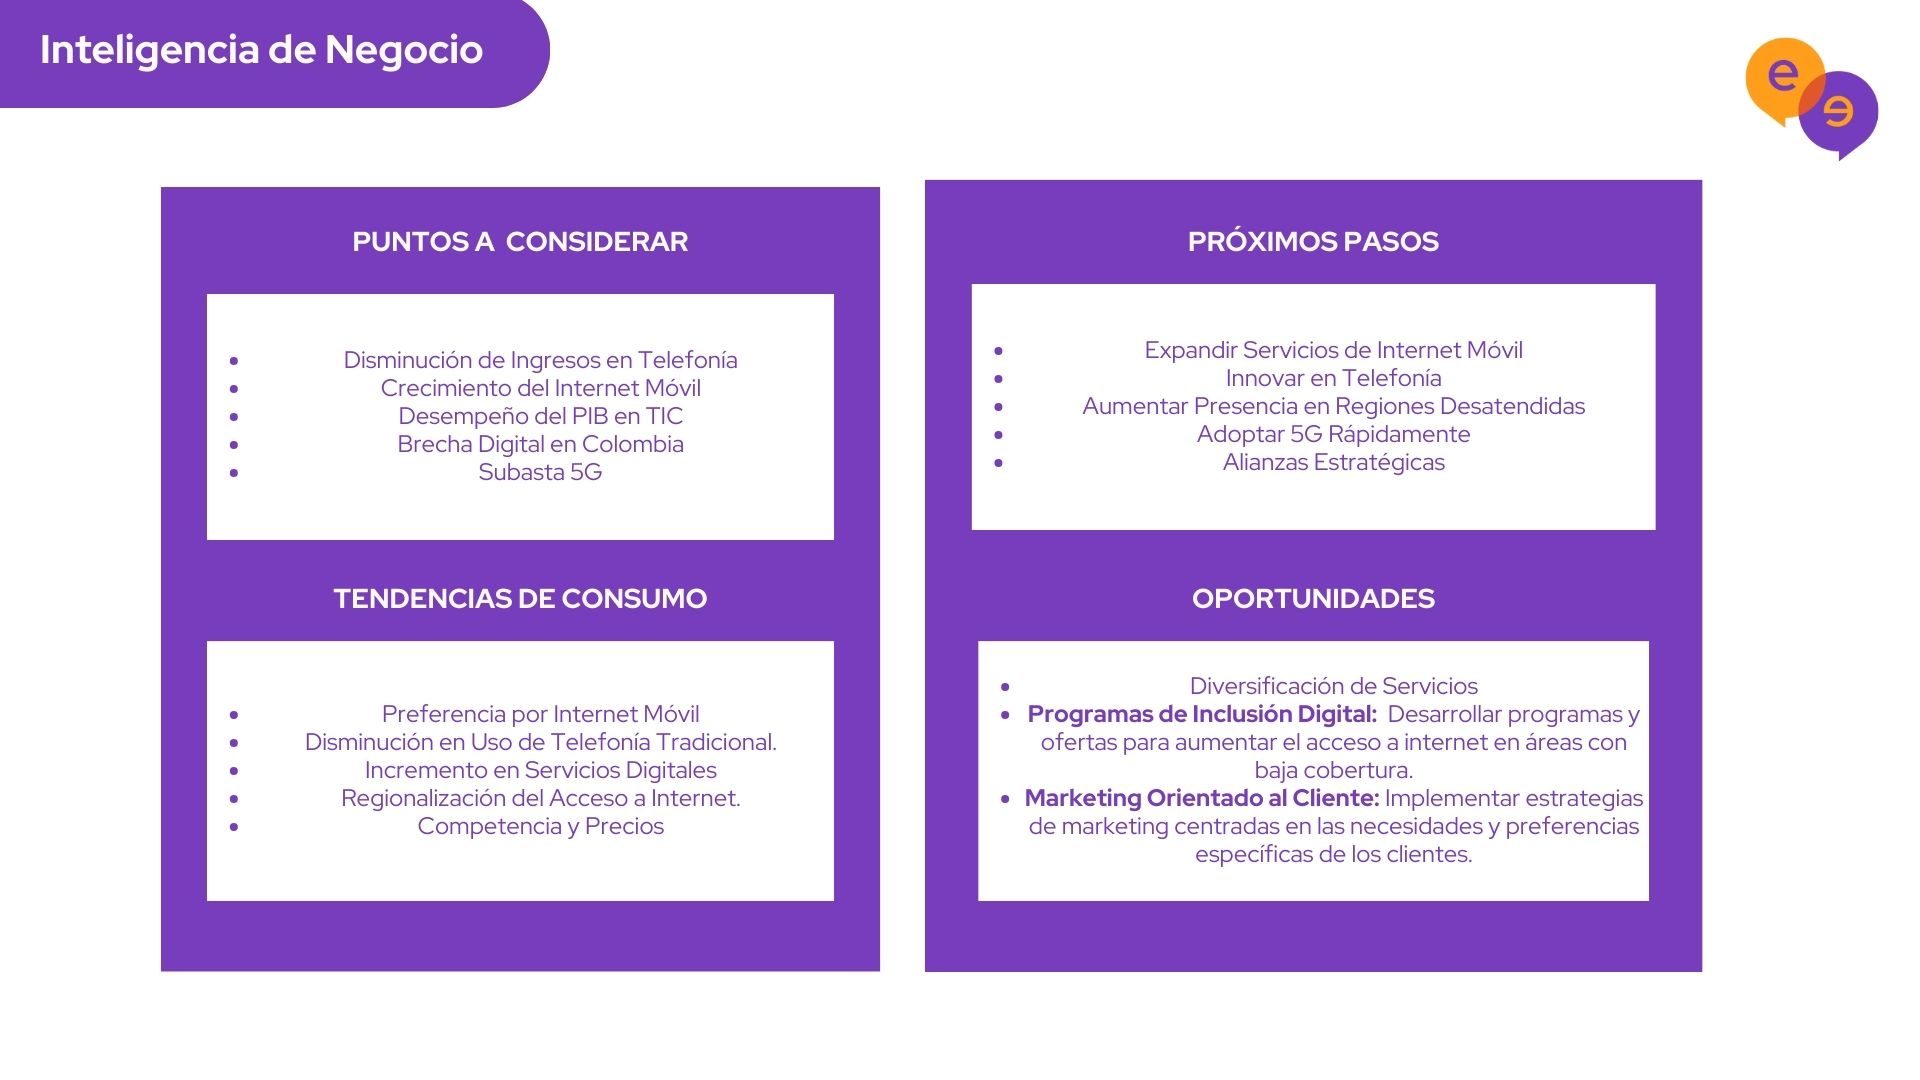 Inteligencia de Negocio
e
e
PUNTOS A CONSIDERAR
• Disminución de Ingresos en Telefonía
• Crecimiento del Internet Móvil
• Desempeño del PIB en TIC
• Brecha Digital en Colombia
• Subasta 5G
TENDENCIAS DE CONSUMO
• Preferencia por Internet Móvil
• Disminución en Uso de Telefonía Tradicional.
• Incremento en Servicios Digitales
• Regionalización del Acceso a Internet.
• Competencia y Precios
PRÓXIMOS PASOS
• Expandir Servicios de Internet Móvil
• Innovar en Telefonía
• Aumentar Presencia en Regiones Desatendidas
• Adoptar 5G Rápidamente
• Alianzas Estratégicas
OPORTUNIDADES
• Diversificación de Servicios
• Programas de Inclusión Digital: Desarrollar programas y
ofertas para aumentar el acceso a internet en áreas con
baja cobertura.
• Marketing Orientado al Cliente: Implementar estrategias
de marketing centradas en las necesidades y preferencias
específicas de los clientes.